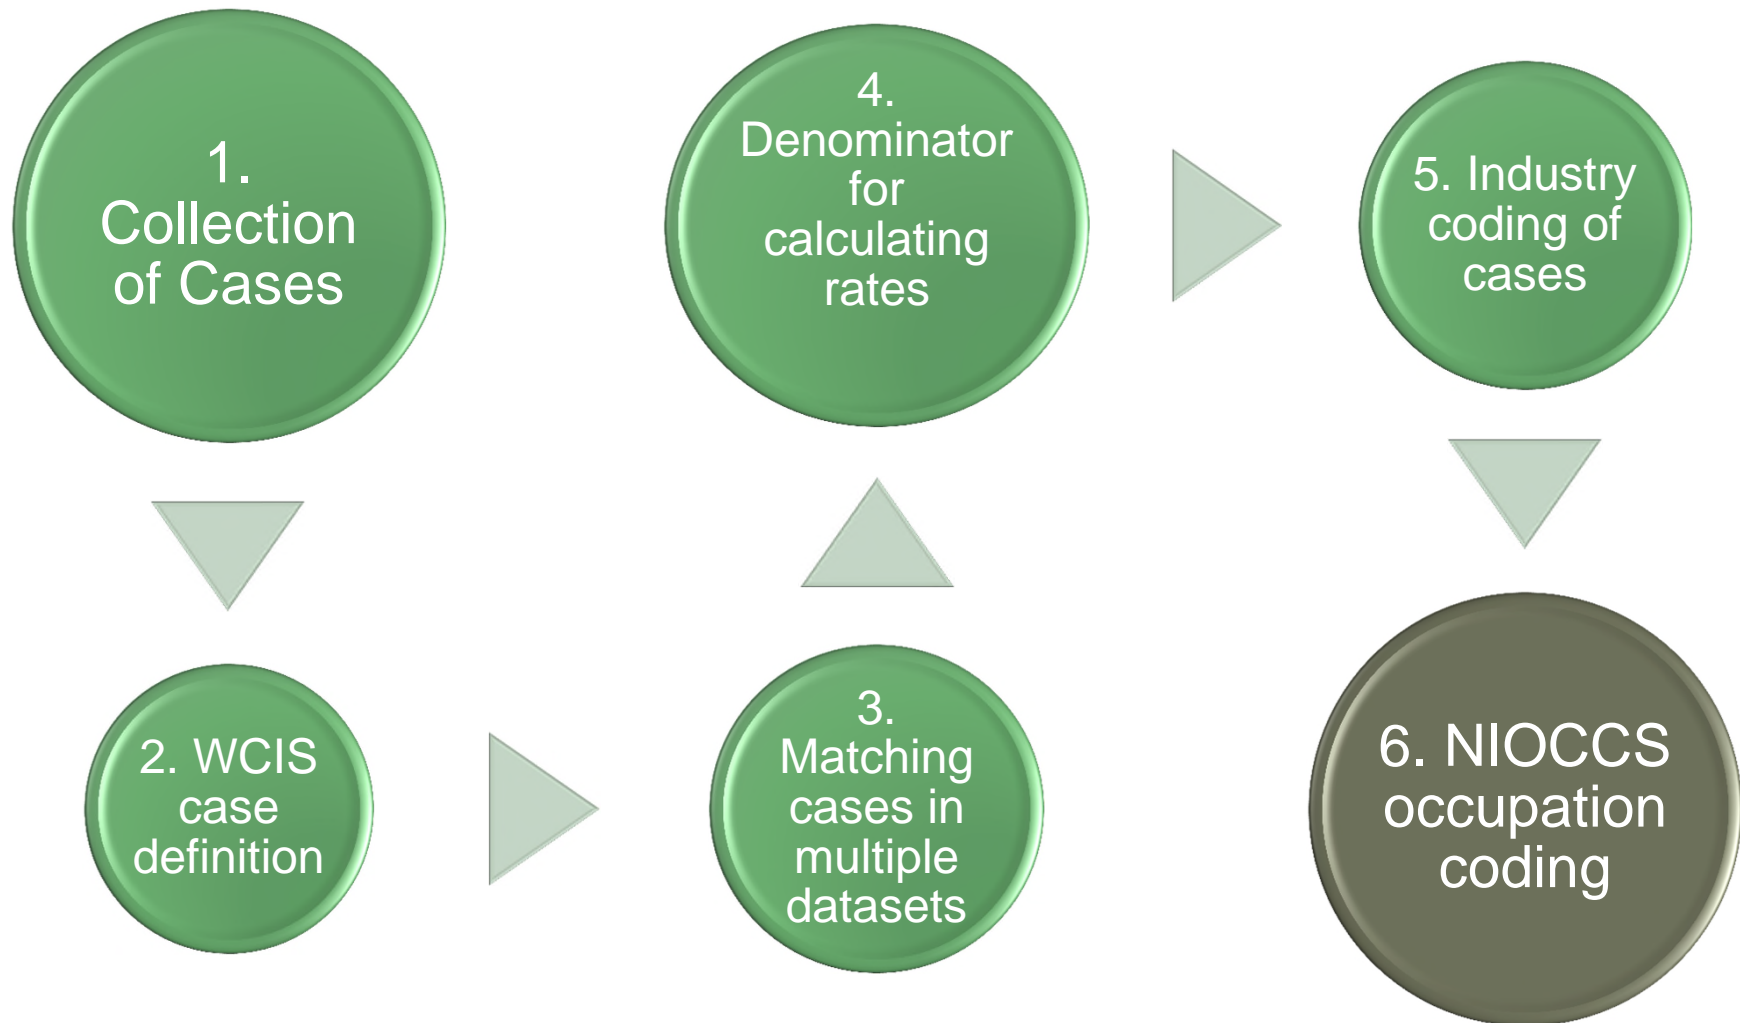 1.
Collection
of Cases
2. WCIS
case
definition
3.
Matching
cases in
multiple
datasets
4.
Denominator
for
calculating
rates
5. Industry
coding of
cases
6. NIOCCS
occupation
coding